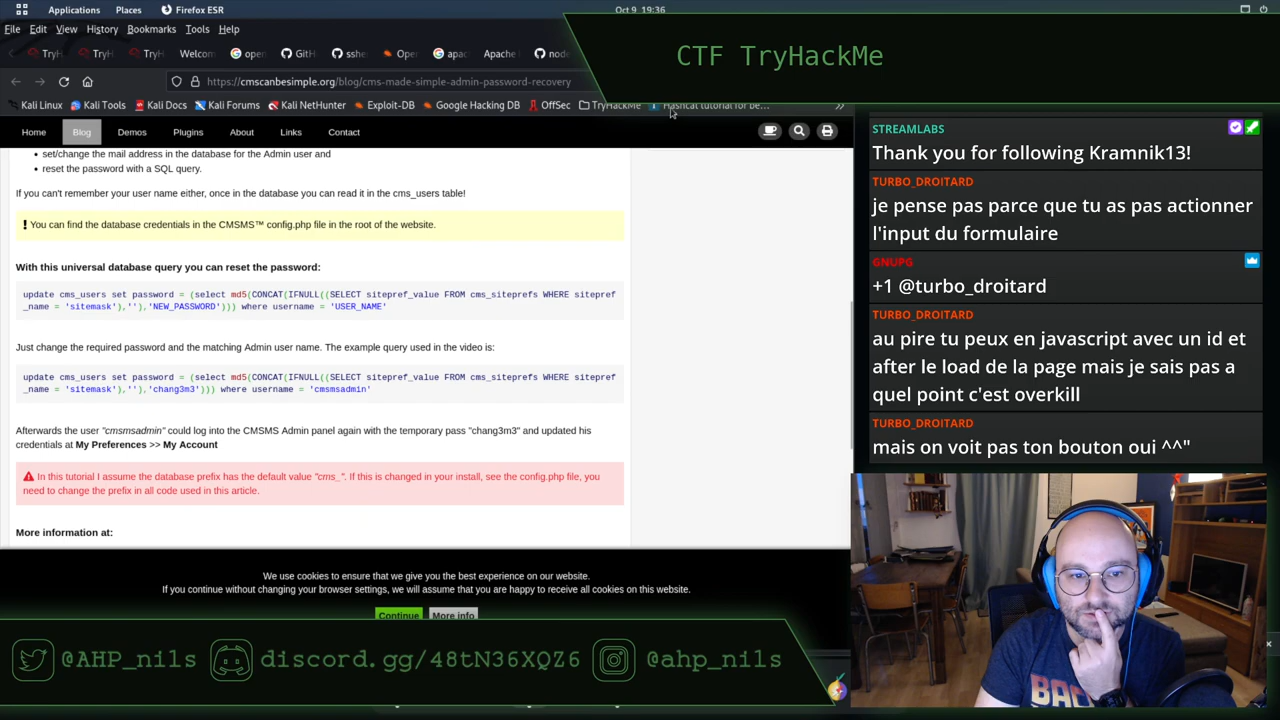 Applications Places Firefox ESR Oct 9 19:36
File Edit View History Bookmarks Tools Help
CTF TryHackMe
TryH TryH TryH Welcom open GitH sshe Ope apac Apache node
https://cmscanbesimple.org/blog/cms-made-simple-admin-password-recovery
Kali Linux Kali Tools Kali Docs Kali Forums Kali NetHunter Exploit-DB Google Hacking DB OffSec TryHackMe Hashcat tutorial for be…
Home Blog Demos Plugins About Links Contact
set/change the mail address in the database for the Admin user and
reset the password with a SQL query.
If you can't remember your user name either, once in the database you can read it in the cms_users table!
You can find the database credentials in the CMSMS™ config.php file in the root of the website.
With this universal database query you can reset the password:
update cms_users set password = (select md5(CONCAT(IFNULL((SELECT sitepref_value FROM cms_siteprefs WHERE sitepref
_name = 'sitemask'),''),'NEW_PASSWORD'))) where username = 'USER_NAME'
Just change the required password and the matching Admin user name. The example query used in the video is:
update cms_users set password = (select md5(CONCAT(IFNULL((SELECT sitepref_value FROM cms_siteprefs WHERE sitepref
_name = 'sitemask'),''),'chang3m3'))) where username = 'cmsmsadmin'
Afterwards the user "cmsmsadmin" could log into the CMSMS Admin panel again with the temporary pass "chang3m3" and updated his
credentials at My Preferences >> My Account
In this tutorial I assume the database prefix has the default value "cms_". If this is changed in your install, see the config.php file, you
need to change the prefix in all code used in this article.
More information at:
We use cookies to ensure that we give you the best experience on our website.
If you continue without changing your browser settings, we will assume that you are happy to receive all cookies on this website.
Continue More info
STREAMLABS
Thank you for following Kramnik13!
TURBO_DROITARD
je pense pas parce que tu as pas actionner
l'input du formulaire
GNUPG
+1 @turbo_droitard
TURBO_DROITARD
au pire tu peux en javascript avec un id et
after le load de la page mais je sais pas a
quel point c'est overkill
TURBO_DROITARD
mais on voit pas ton bouton oui ^^"
@AHP_nils discord.gg/48tN36XQZ6 @ahp_nils